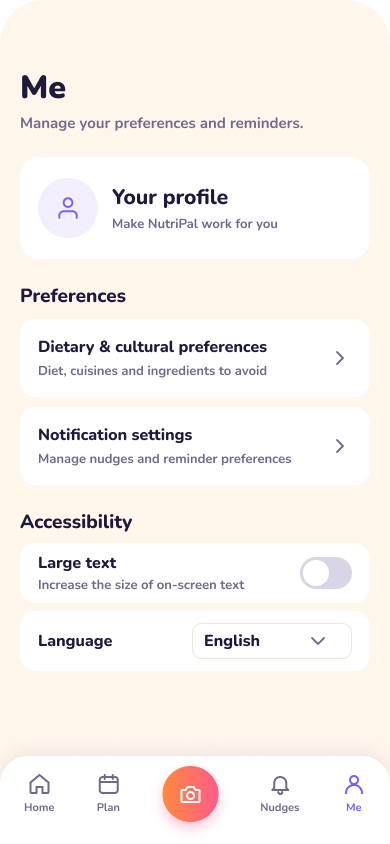 Me
Manage your preferences and reminders.
Your profile
Make NutriPal work for you
Preferences
Dietary & cultural preferences
Diet, cuisines and ingredients to avoid
Notification settings
Manage nudges and reminder preferences
Accessibility
Large text
Increase the size of on-screen text
Language
English
Home
Plan
Nudges
Me